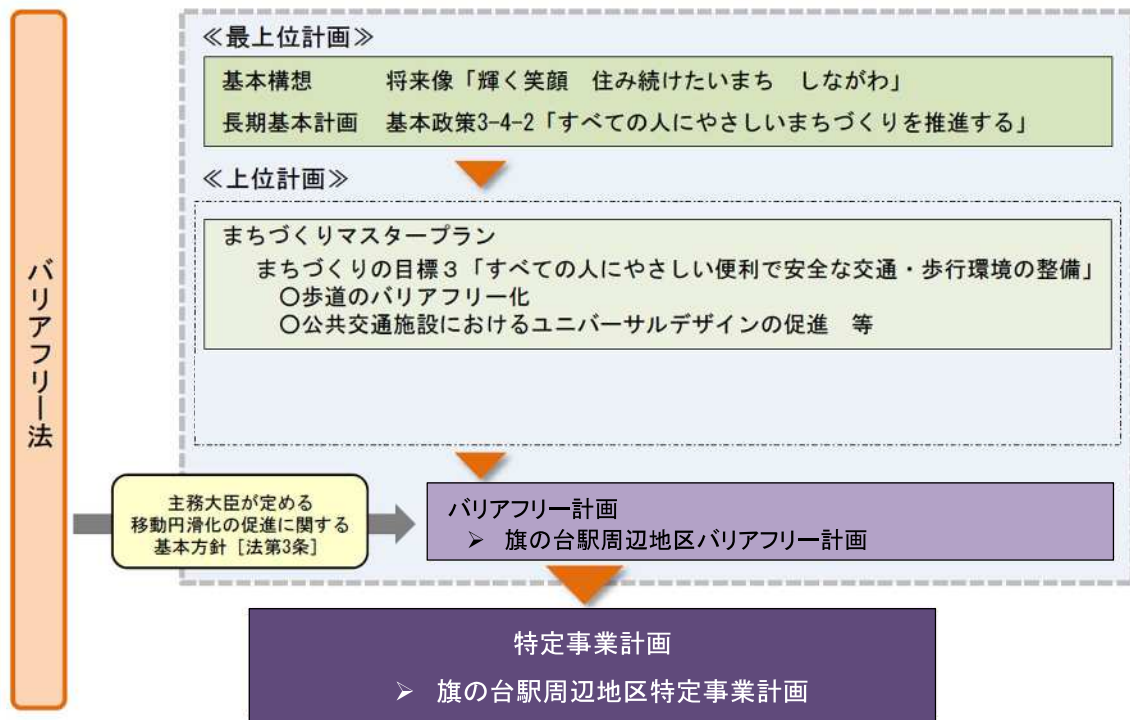 バリアフリー法
≪最上位計画≫
基本構想 将来像「輝く笑顔 住み続けたいまち しながわ」
長期基本計画 基本政策3-4-2「すべての人にやさしいまちづくりを推進する」
≪上位計画≫
まちづくりマスタープラン
まちづくりの目標３「すべての人にやさしい便利で安全な交通・歩行環境の整備」
○歩道のバリアフリー化
○公共交通施設におけるユニバーサルデザインの促進 等
主務大臣が定める
移動円滑化の促進に関する
基本方針［法第3条］
バリアフリー計画
➢ 旗の台駅周辺地区バリアフリー計画
特定事業計画
➢ 旗の台駅周辺地区特定事業計画